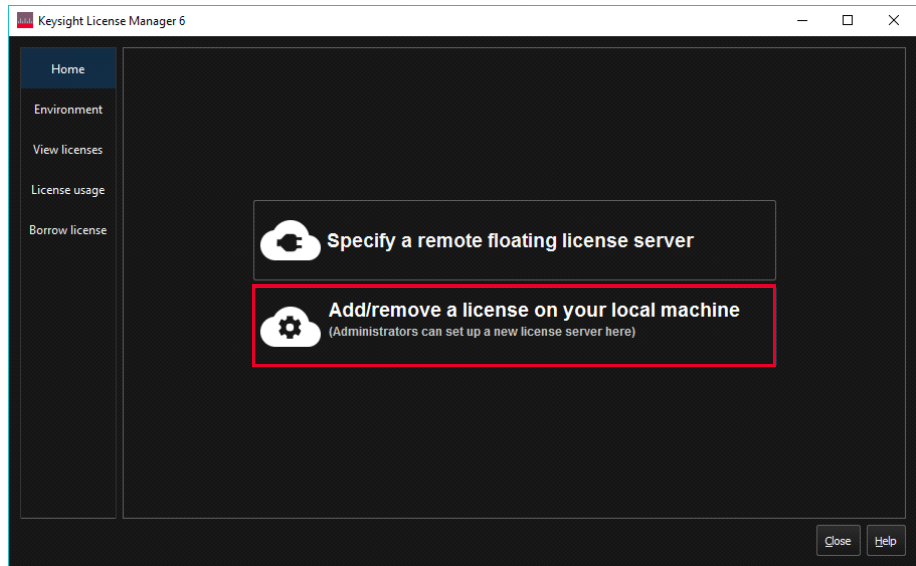 Keysight License Manager 6
Home
Environment
View licenses
License usage
Borrow license
Specify a remote floating license server
Add/remove a license on your local machine
(Administrators can set up a new license server here)
Close
Help